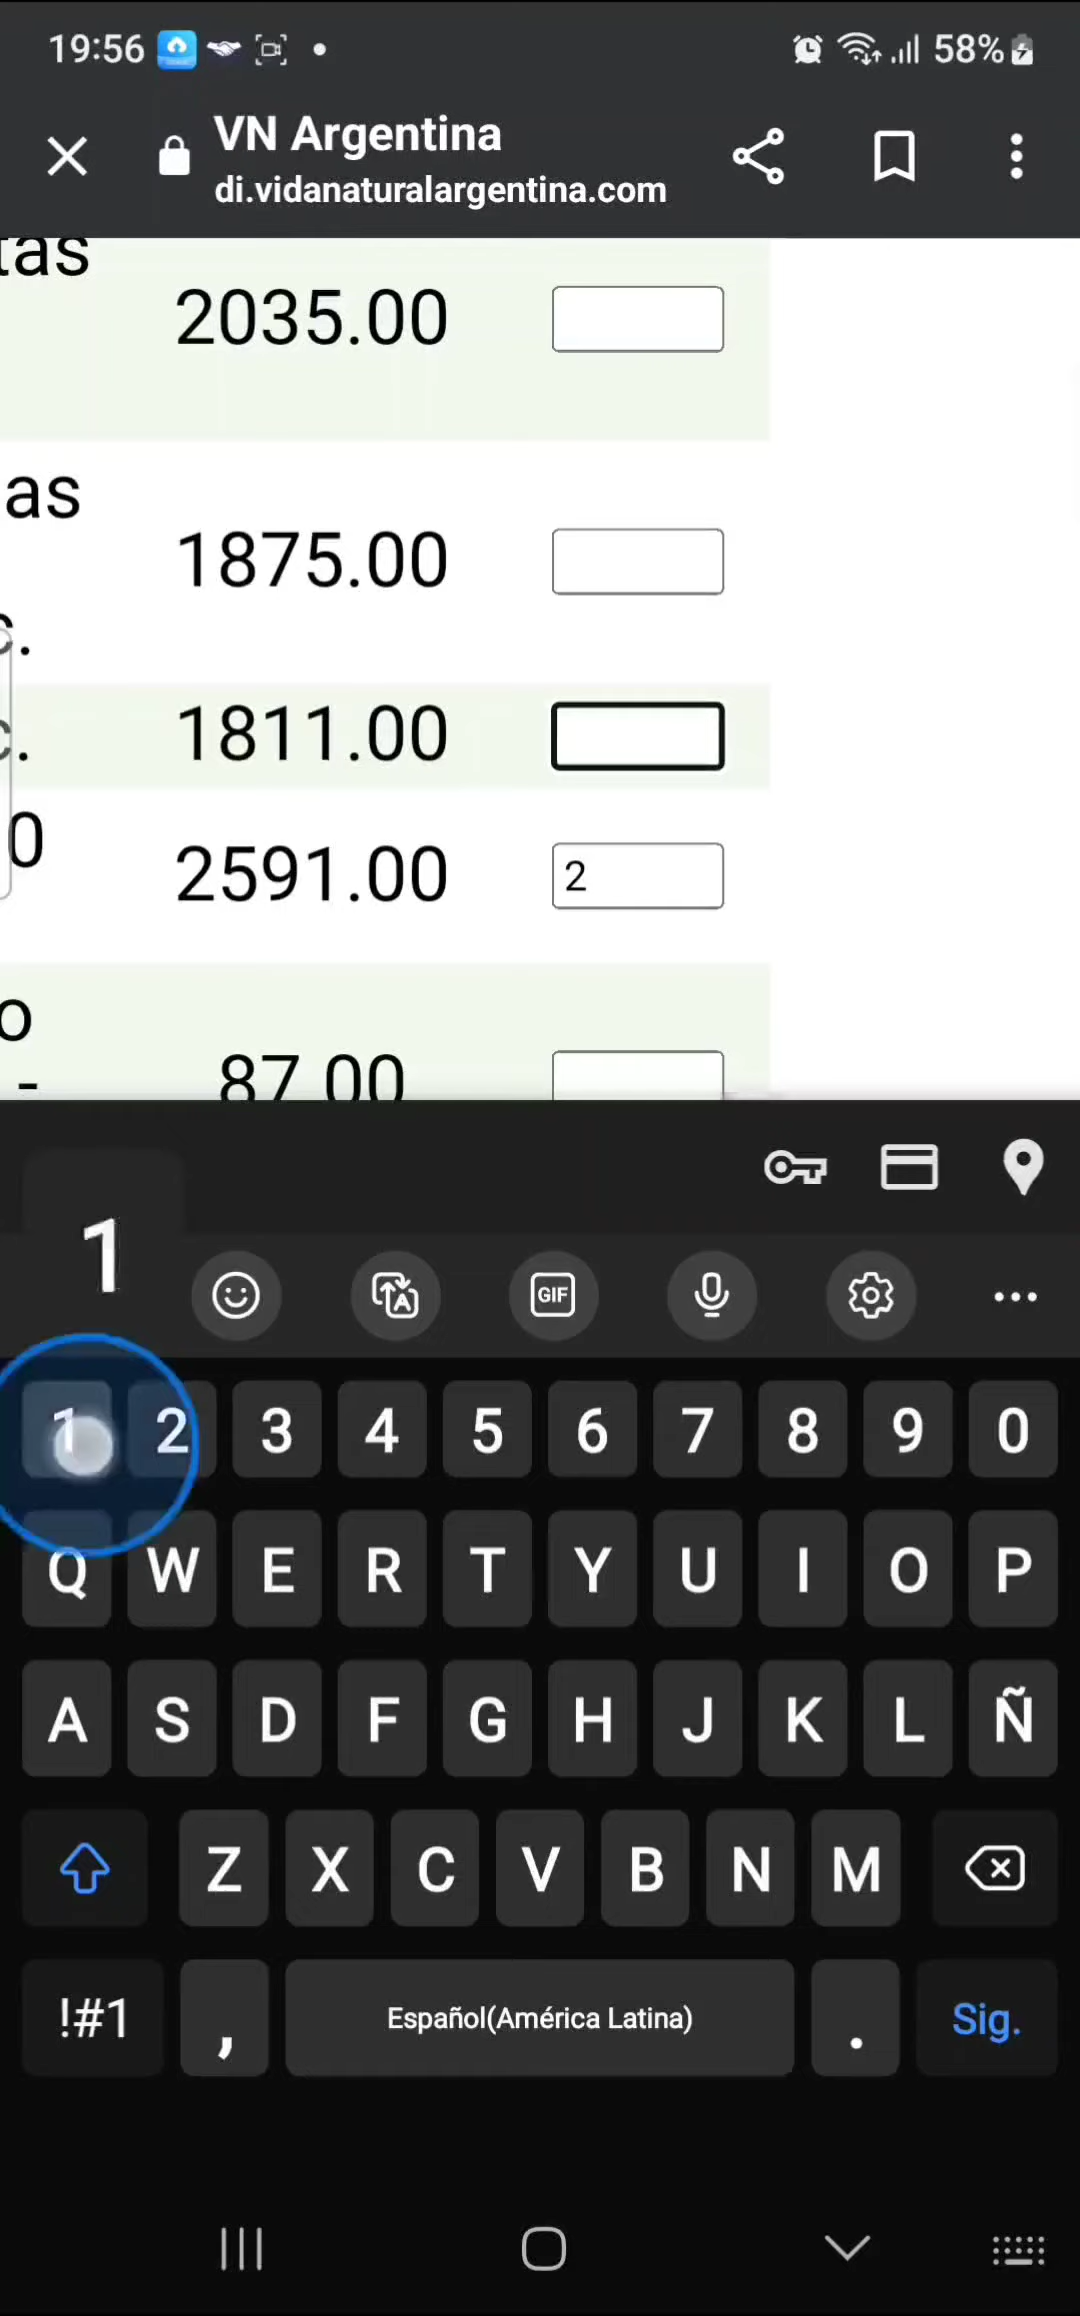 19:56 58%
VN Argentina
di.vidanaturalargentina.com
tas
2035.00
as
1875.00
c.
c. 1811.00
0
2591.00 2
o
- 87.00
1
GIF
1 2 3 4 5 6 7 8 9 0
Q W E R T Y U I O P
A S D F G H J K L Ñ
Z X C V B N M
!#1 , Español(América Latina) . Sig.